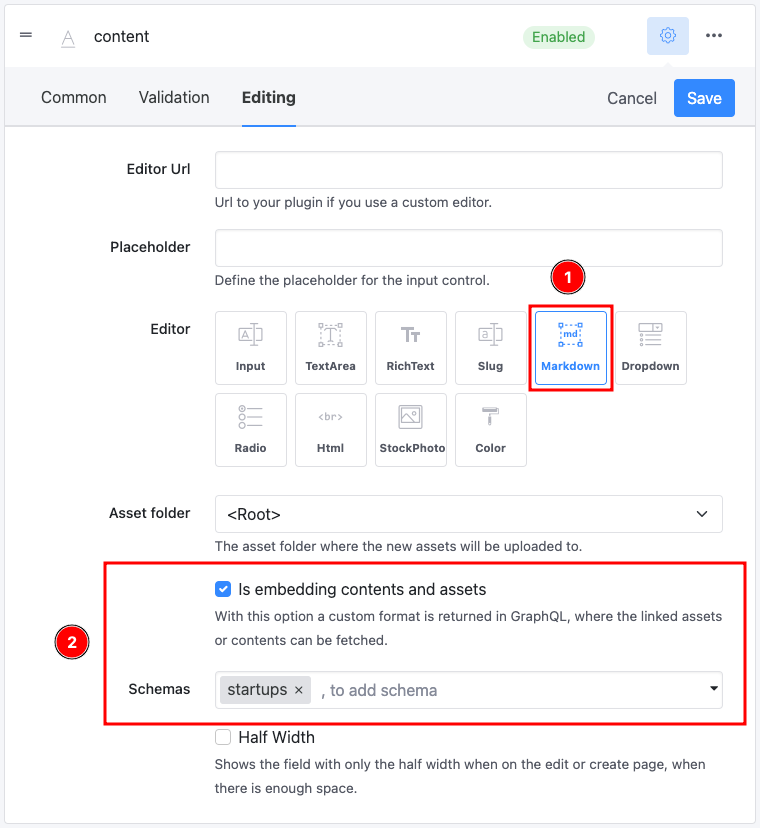 A content Enabled •••
Common Validation Editing Cancel Save
Editor Url
Url to your plugin if you use a custom editor.
Placeholder
Define the placeholder for the input control.
1
Editor
A T TT a md
Input TextArea RichText Slug Markdown Dropdown
<br>
Radio Html StockPhoto Color
Asset folder <Root>
The asset folder where the new assets will be uploaded to.
Is embedding contents and assets
With this option a custom format is returned in GraphQL, where the linked assets
or contents can be fetched.
2
Schemas startups × , to add schema
Half Width
Shows the field with only the half width when on the edit or create page, when
there is enough space.